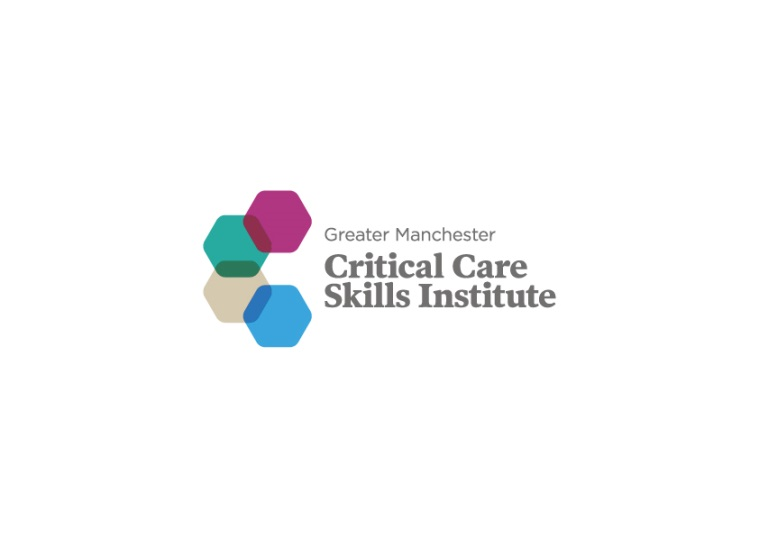 Greater Manchester
Critical Care
Skills Institute